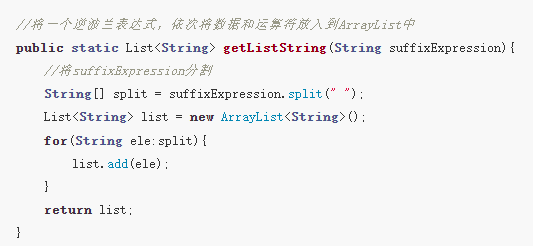 //将一个逆波兰表达式，依次将数据和运算符放入到ArrayList中
public static List<String> getListString(String suffixExpression){
    //将suffixExpression分割
    String[] split = suffixExpression.split(" ");
    List<String> list = new ArrayList<String>();
    for(String ele:split){
        list.add(ele);
    }
    return list;
}